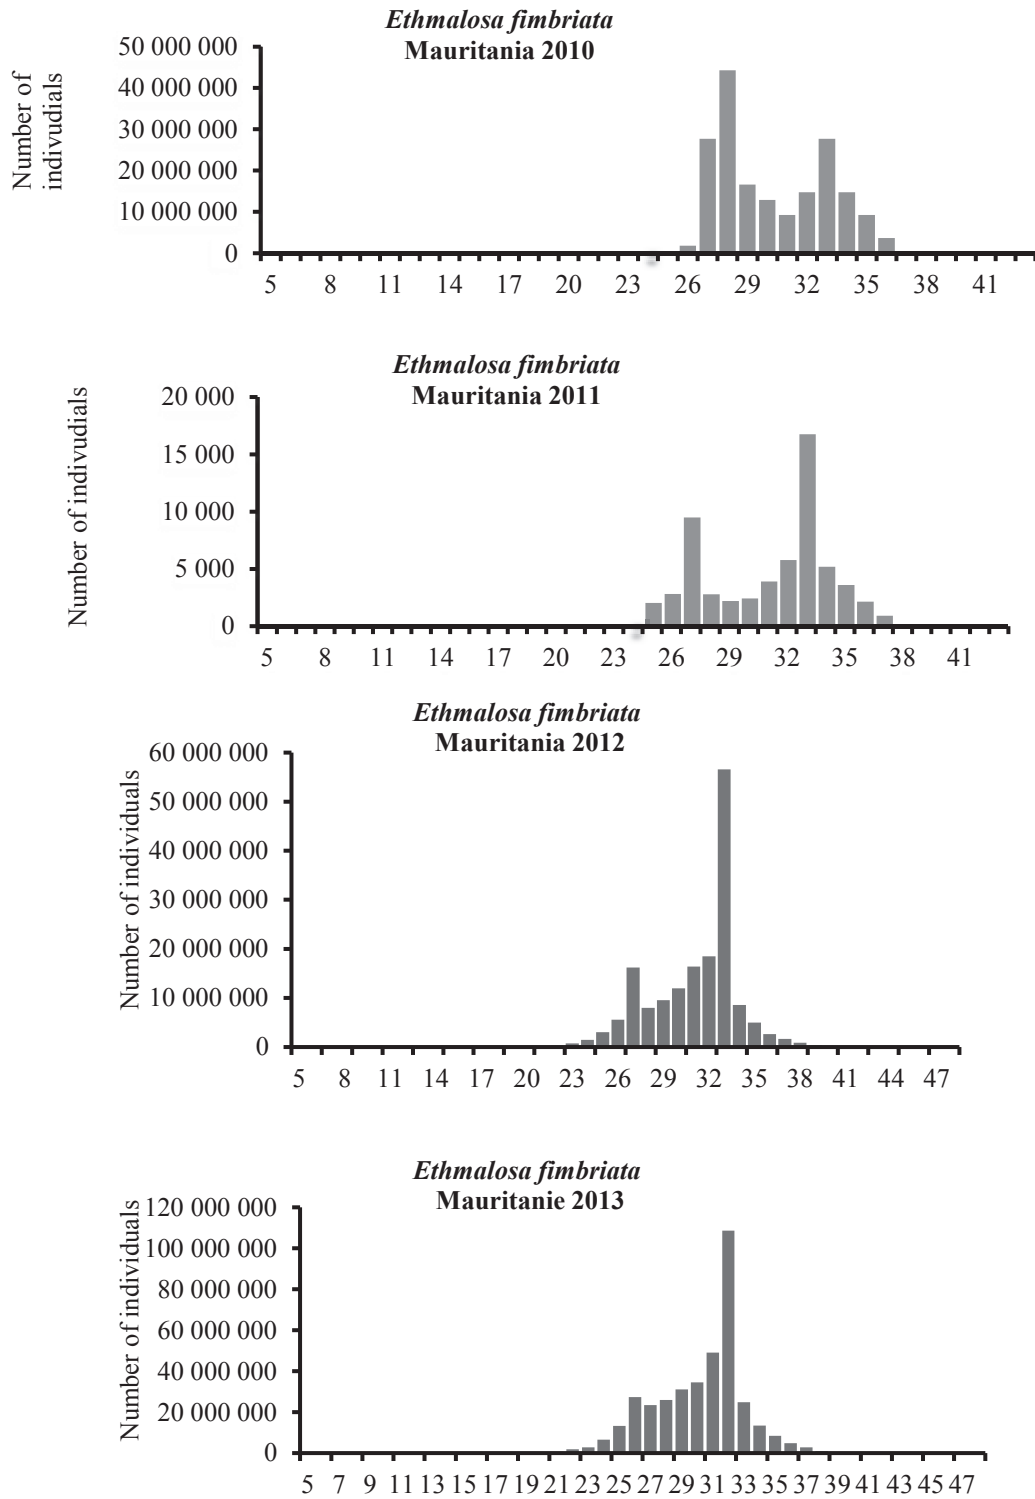 Ethmalosa fimbriata
Mauritania 2010
Number of
indivudials
50 000 000
40 000 000
30 000 000
20 000 000
10 000 000
0
5 8 11 14 17 20 23 26 29 32 35 38 41
Ethmalosa fimbriata
Mauritania 2011
Number of indivudials
20 000
15 000
10 000
5 000
0
5 8 11 14 17 20 23 26 29 32 35 38 41
Ethmalosa fimbriata
Mauritania 2012
Number of individuals
60 000 000
50 000 000
40 000 000
30 000 000
20 000 000
10 000 000
0
5 8 11 14 17 20 23 26 29 32 35 38 41 44 47
Ethmalosa fimbriata
Mauritanie 2013
Number of individuals
120 000 000
100 000 000
80 000 000
60 000 000
40 000 000
20 000 000
0
5 7 9 11 13 15 17 19 21 23 25 27 29 31 33 35 37 39 41 43 45 47